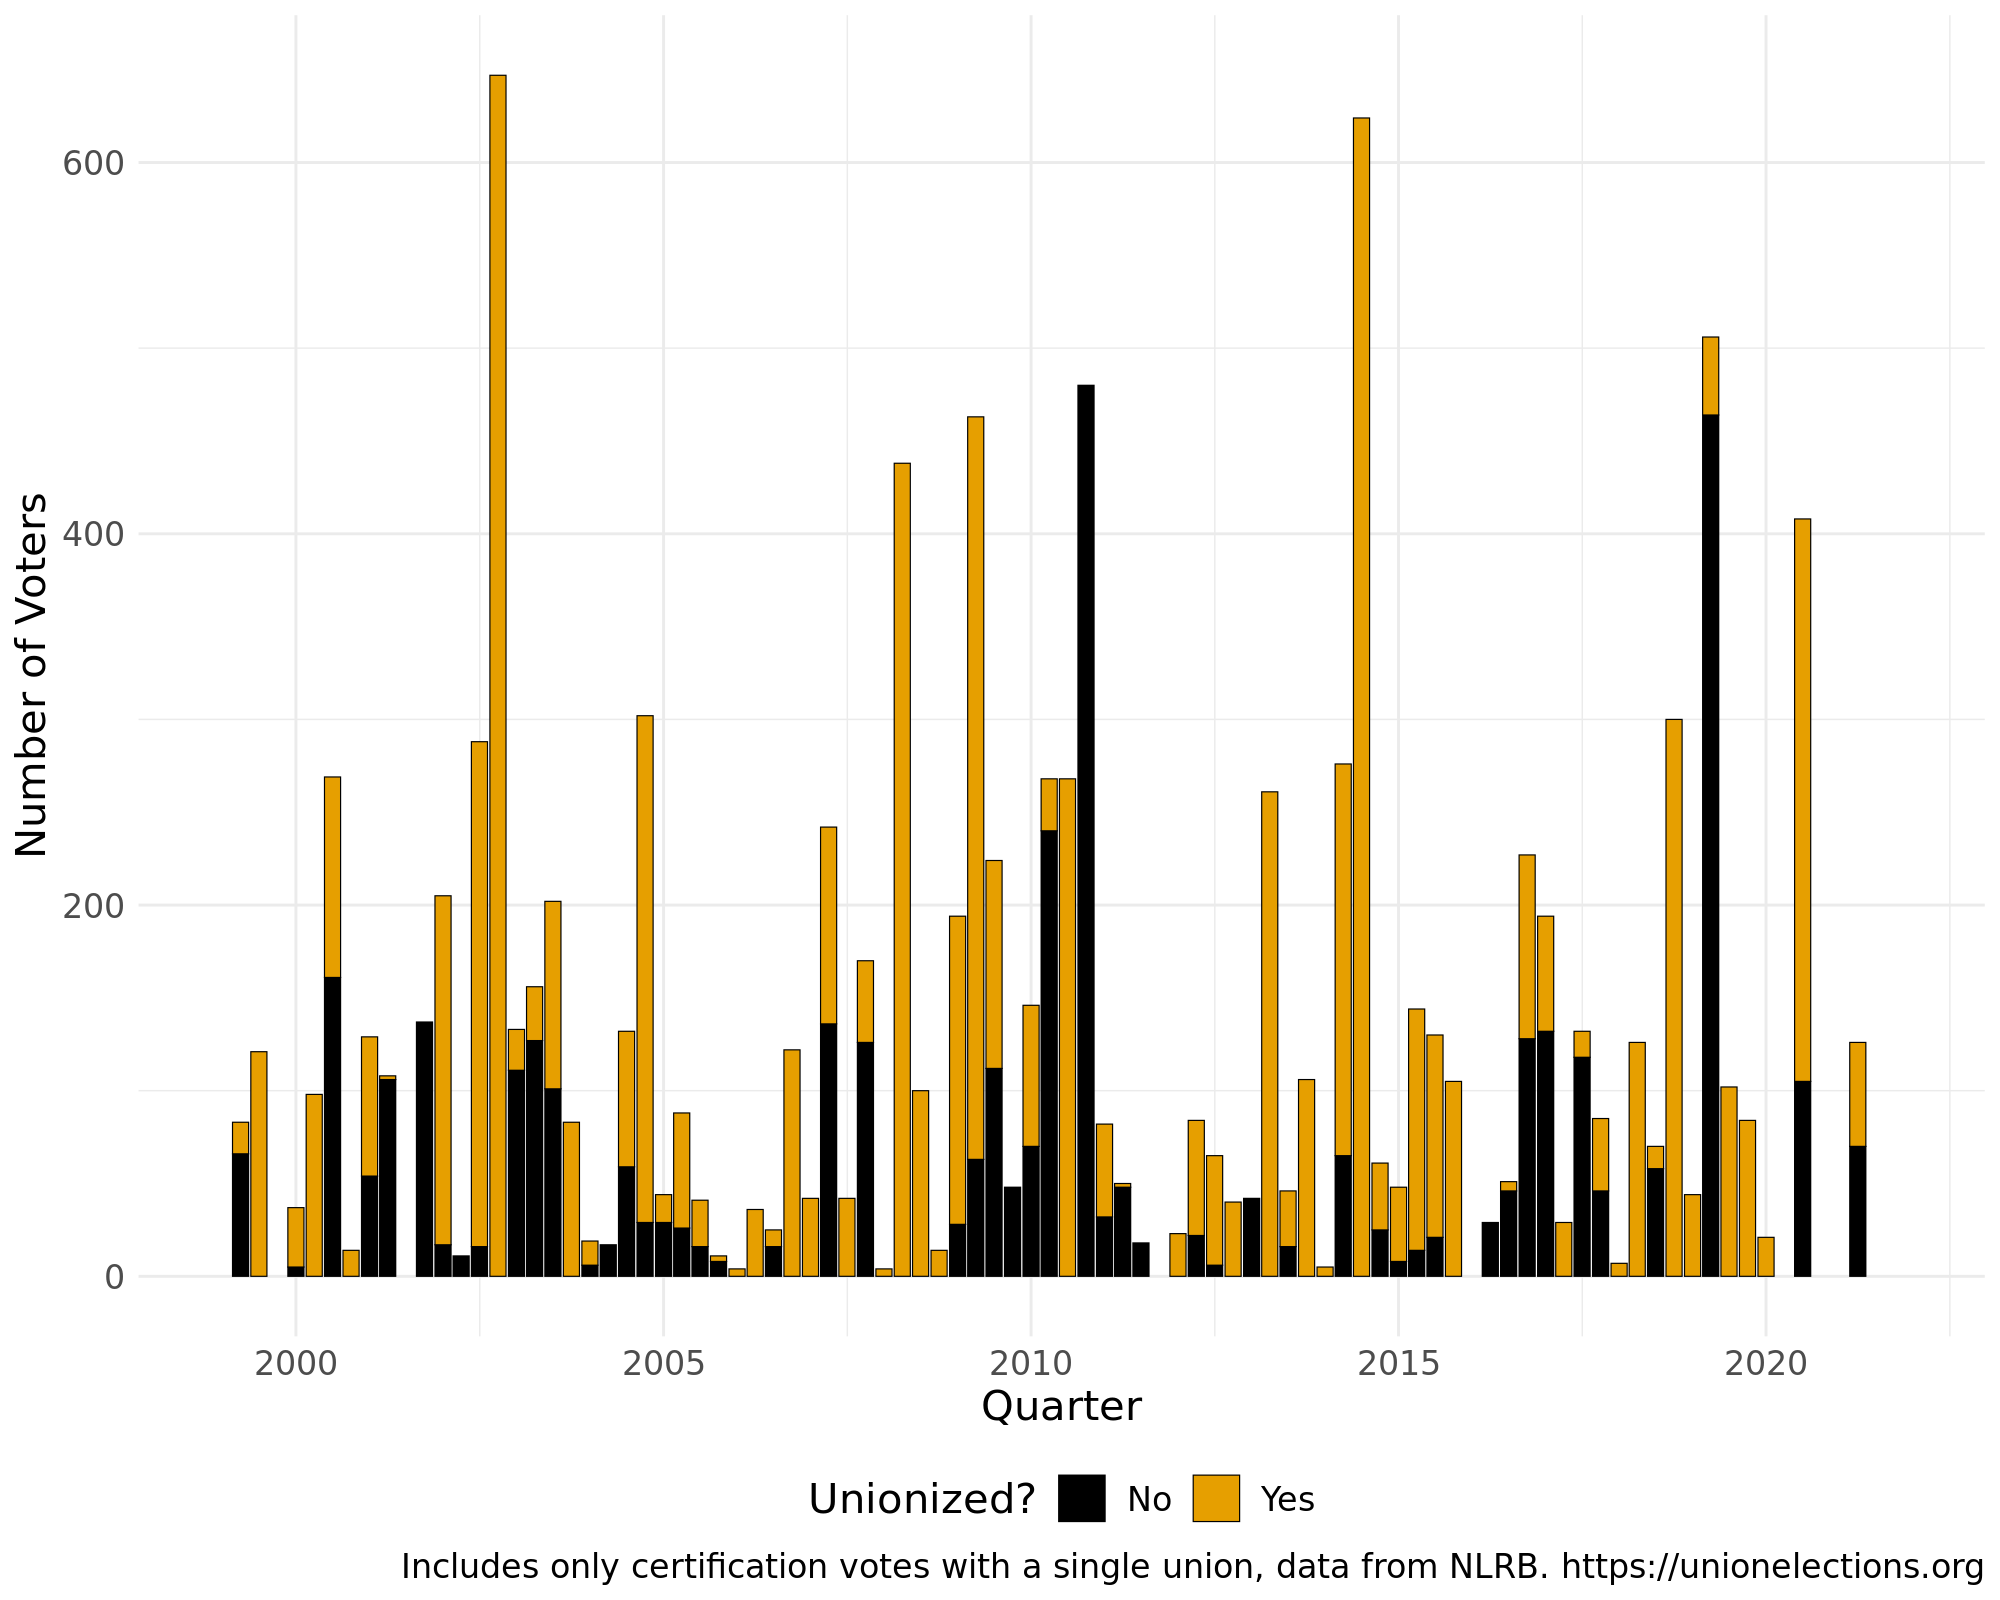 600
400
200
0
Number of Voters
2000 2005 2010 2015 2020
Quarter
Unionized? No Yes
Includes only certification votes with a single union, data from NLRB. https://unionelections.org